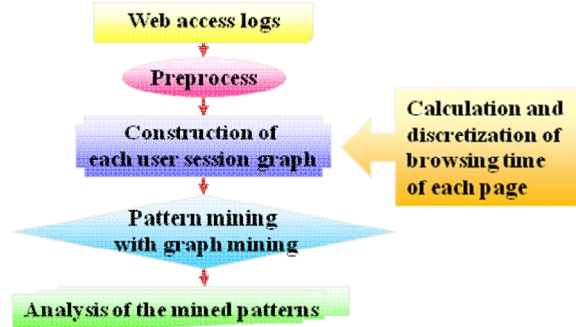 Web access logs
Preprocess
Construction of
each user session graph
Calculation and
discretization of
browsing time
of each page
Pattern mining
with graph mining
Analysis of the mined patterns